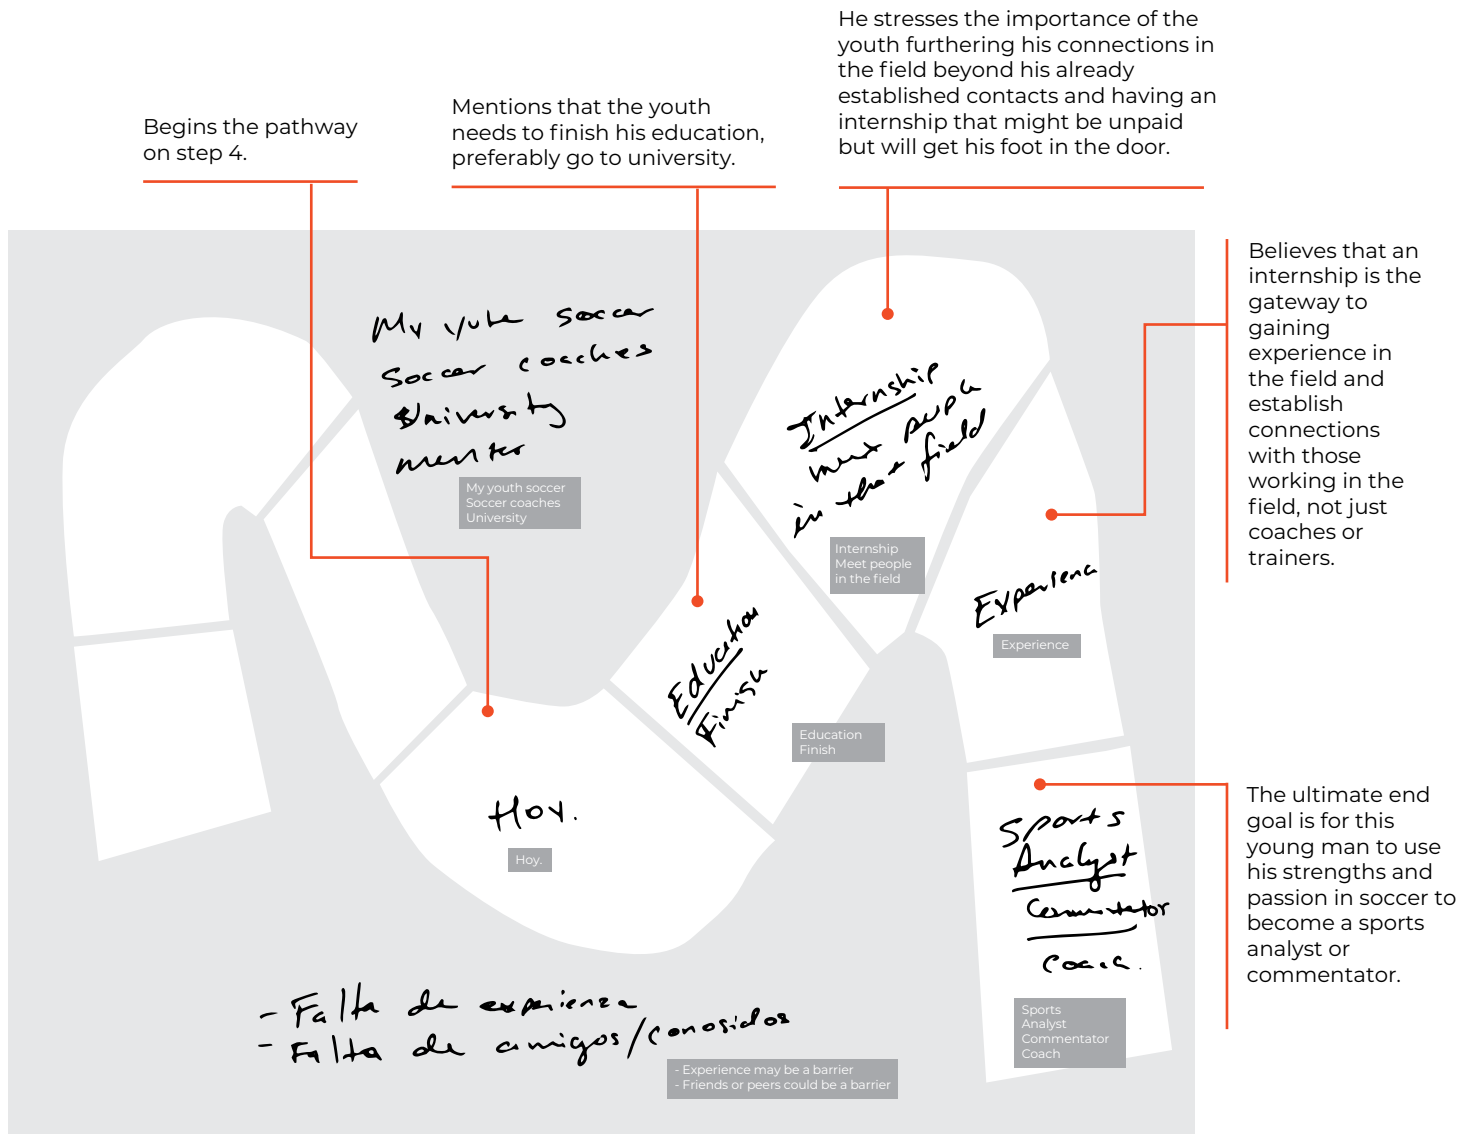 He stresses the importance of the
youth furthering his connections in
the field beyond his already
established contacts and having an
internship that might be unpaid
but will get his foot in the door.
Mentions that the youth
needs to finish his education,
preferably go to university.
Begins the pathway
on step 4.
Believes that an
internship is the
gateway to
gaining
experience in
the field and
establish
connections
with those
working in the
field, not just
coaches or
trainers.
My yute soccer
Soccer coaches
University
mentor
My youth soccer
Soccer coaches
University
Internship
meet people
in that field
Internship
Meet people
in the field
Experienc
Experience
Education
Finish
Education
Finish
Hoy.
Hoy.
Sports
Analyst
Commentator
Coach.
Sports
Analyst
Commentator
Coach
The ultimate end
goal is for this
young man to use
his strengths and
passion in soccer to
become a sports
analyst or
commentator.
- Falta de experienza
- Falta de amigos/conosidos
- Experience may be a barrier
- Friends or peers could be a barrier